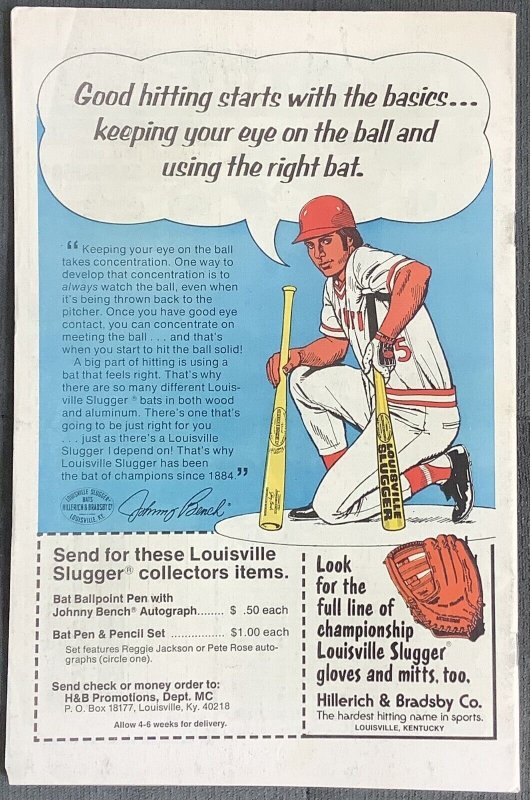 Good hitting starts with the basics...
keeping your eye on the ball and
using the right bat.
“ Keeping your eye on the ball
takes concentration. One way to
develop that concentration is to
always watch the ball, even when
it's being thrown back to the
pitcher. Once you have good eye
contact, you can concentrate on
meeting the ball . . . and that's
when you start to hit the ball solid!
A big part of hitting is using a
bat that feels right. That's why
there are so many different Louis-
ville Slugger® bats in both wood
and aluminum. There's one that's
going to be just right for you
. . . just as there's a Louisville
Slugger I depend on! That's why
Louisville Slugger has been
the bat of champions since 1884.”
LOUISVILLE SLUGGER
BATS
HILLERICH & BRADSBY Co
LOUISVILLE, KY.
Johnny Bench®
5
LOUISVILLE
SLUGGER
Send for these Louisville
Slugger® collectors items.
Bat Ballpoint Pen with
Johnny Bench® Autograph....... $ .50 each
Bat Pen & Pencil Set ............... $1.00 each
Set features Reggie Jackson or Pete Rose auto-
graphs (circle one).
Send check or money order to:
H&B Promotions, Dept. MC
P. O. Box 18177, Louisville, Ky. 40218
Allow 4-6 weeks for delivery.
Look
for the
full line of
championship
Louisville Slugger®
gloves and mitts, too.
Hillerich & Bradsby Co.
The hardest hitting name in sports.
LOUISVILLE, KENTUCKY